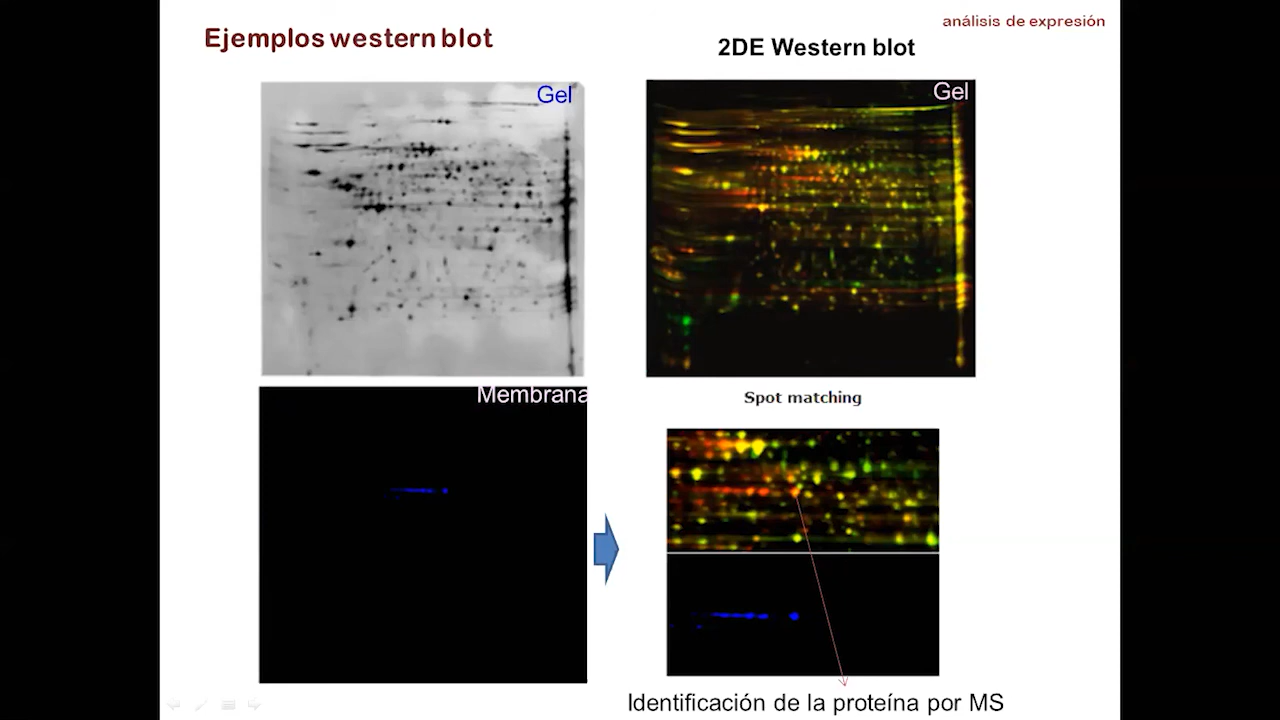 análisis de expresión
Ejemplos western blot
2DE Western blot
Gel
Gel
Membrana
Spot matching
Identificación de la proteína por MS